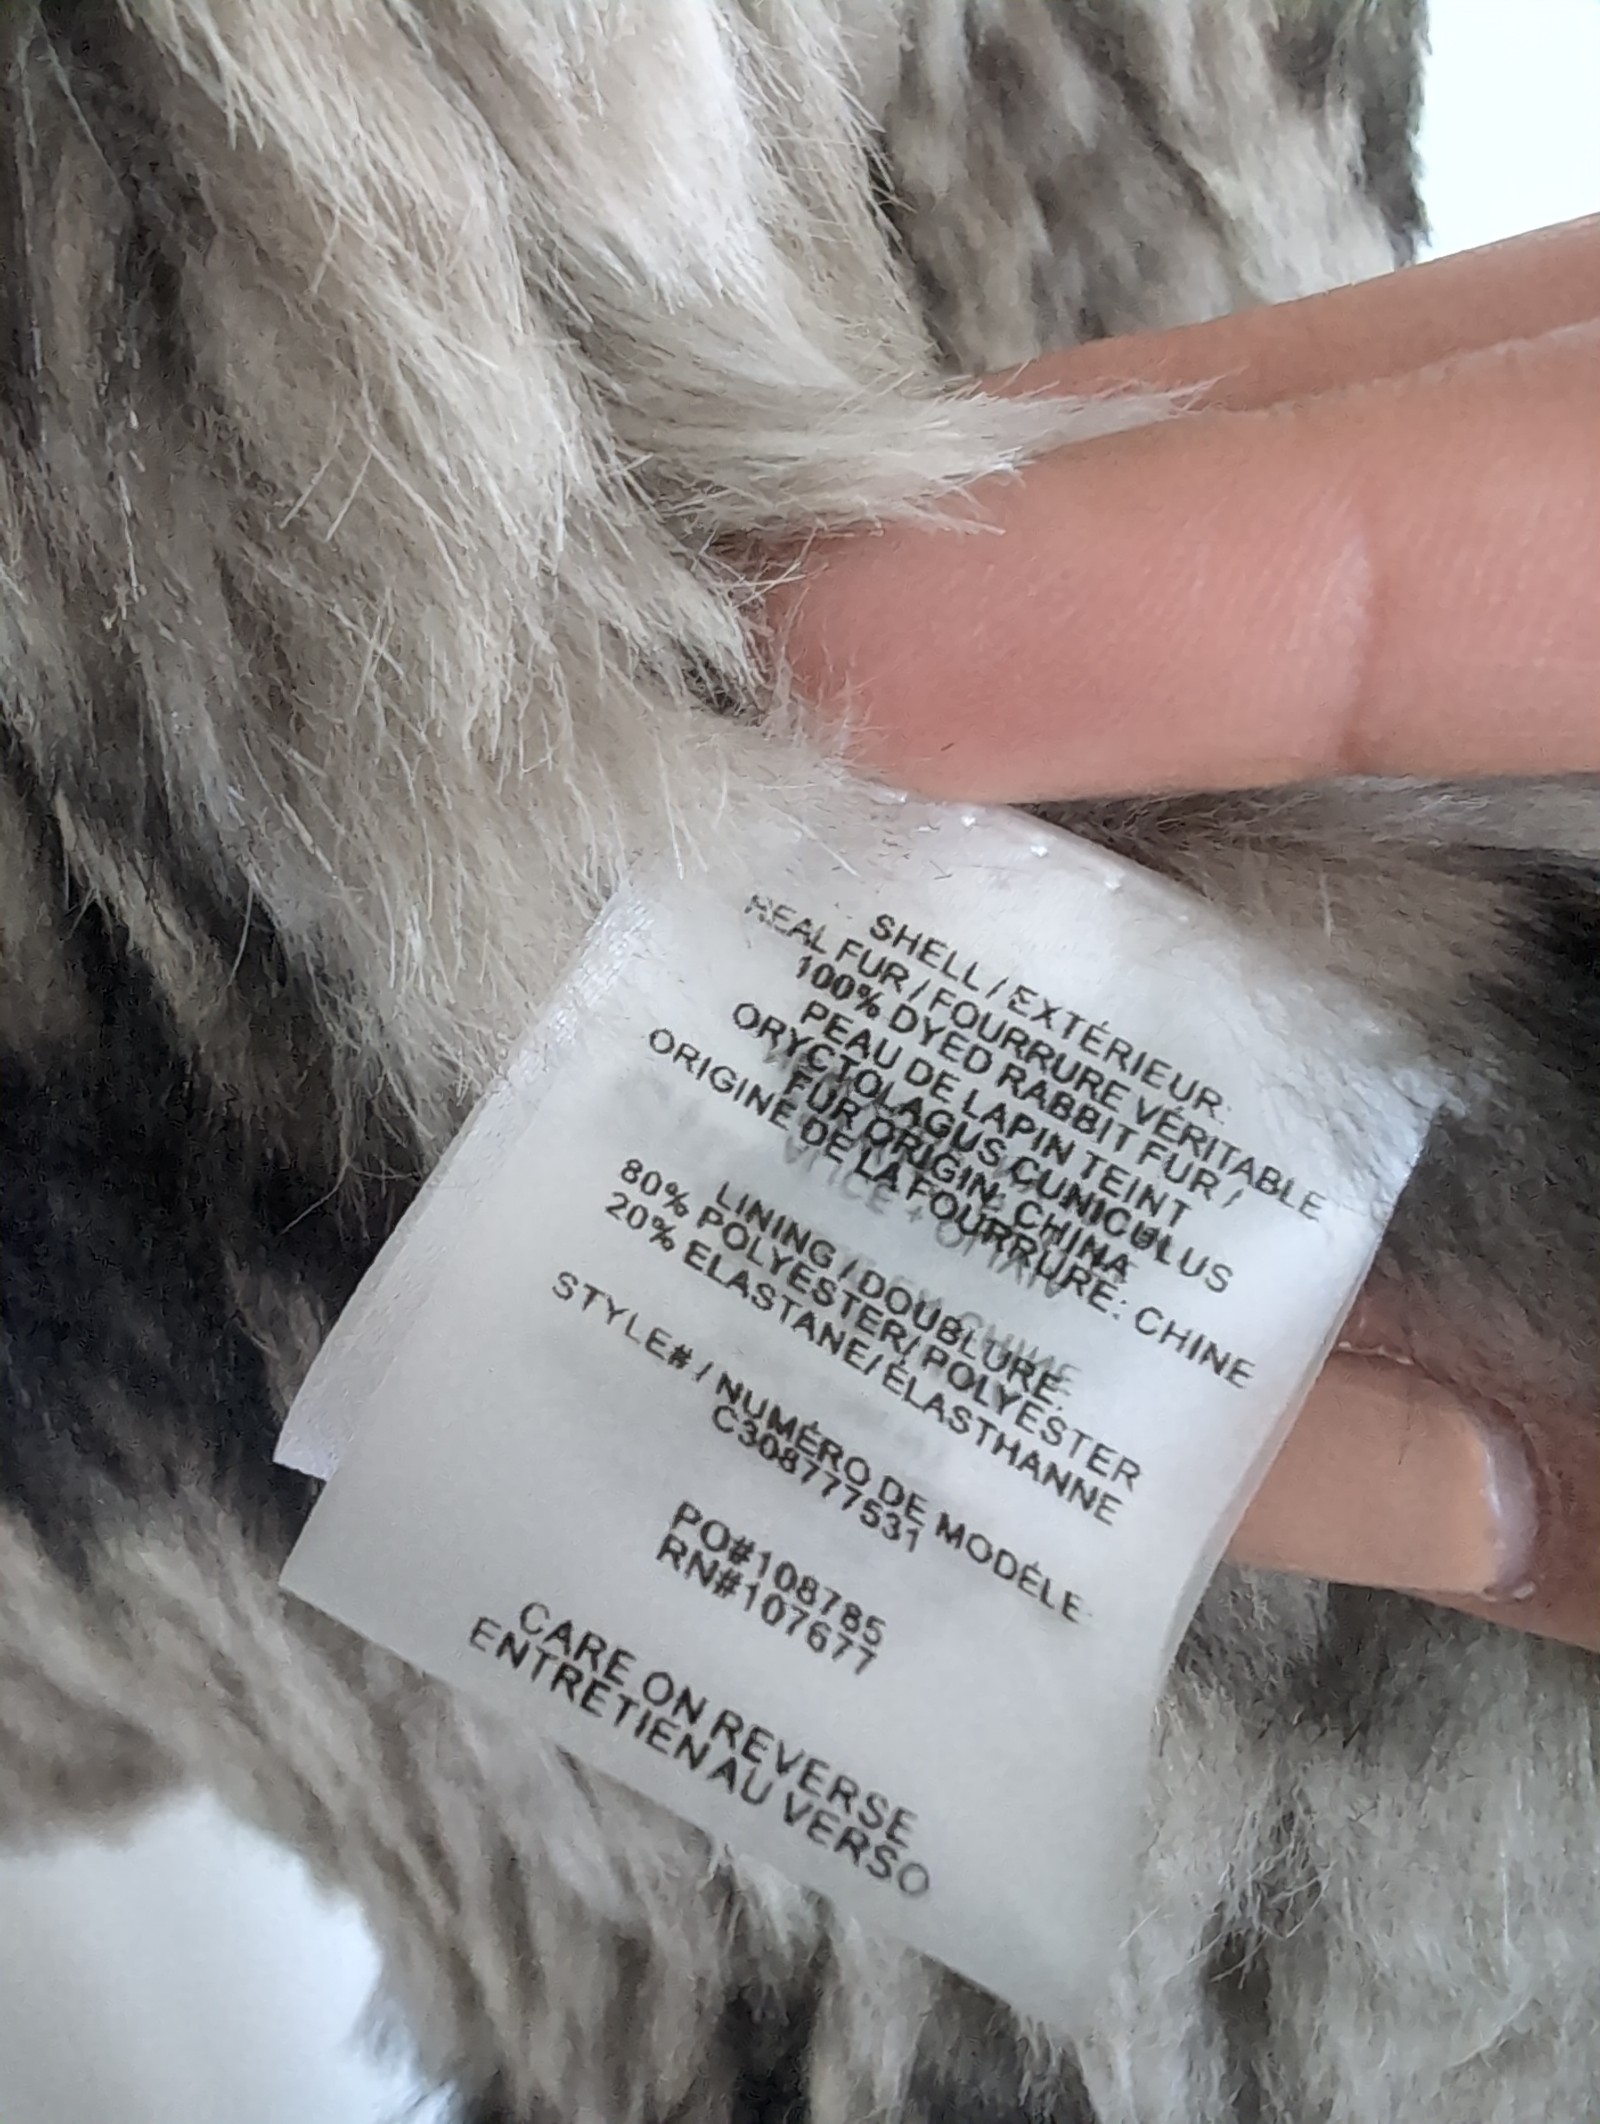 SHELL / EXTÉRIEUR:
REAL FUR / FOURRURE VÉRITABLE
100% DYED RABBIT FUR /
PEAU DE LAPIN TEINT
ORYCTOLAGUS CUNICULUS
FUR ORIGIN: CHINA
ORIGINE DE LA FOURRURE: CHINE
LINING / DOUBLURE:
80% POLYESTER/ POLYESTER
20% ELASTANE/ ÉLASTHANNE
STYLE# / NUMÉRO DE MODÈLE:
C308777531
PO#108785
RN#107677
CARE ON REVERSE
ENTRETIEN AU VERSO